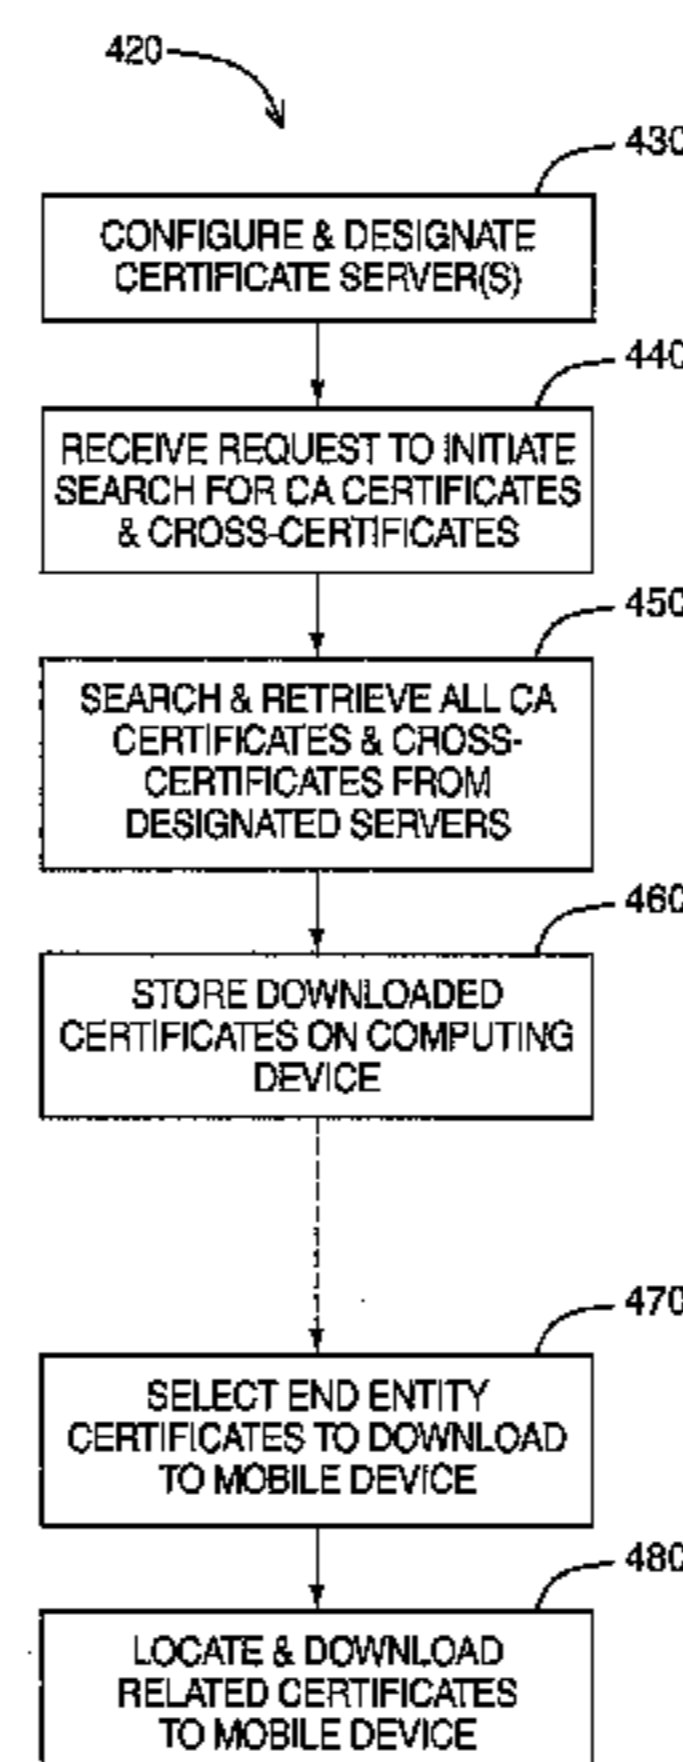 420
430
CONFIGURE & DESIGNATE
CERTIFICATE SERVER(S)
440
RECEIVE REQUEST TO INITIATE
SEARCH FOR CA CERTIFICATES
& CROSS-CERTIFICATES
450
SEARCH & RETRIEVE ALL CA
CERTIFICATES & CROSS-
CERTIFICATES FROM
DESIGNATED SERVERS
460
STORE DOWNLOADED
CERTIFICATES ON COMPUTING
DEVICE
470
SELECT END ENTITY
CERTIFICATES TO DOWNLOAD
TO MOBILE DEVICE
480
LOCATE & DOWNLOAD
RELATED CERTIFICATES
TO MOBILE DEVICE